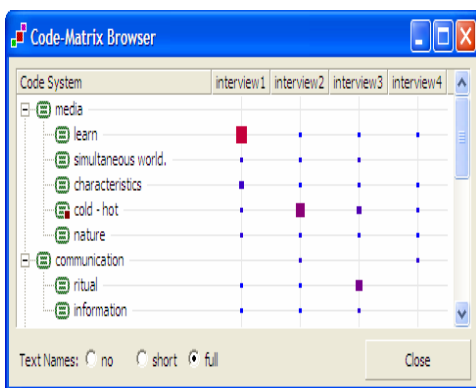 Code-Matrix Browser
Code System interview1 interview2 interview3 interview4
media
learn
simultaneous world.
characteristics
cold - hot
nature
communication
ritual
information
Text Names: no short full Close